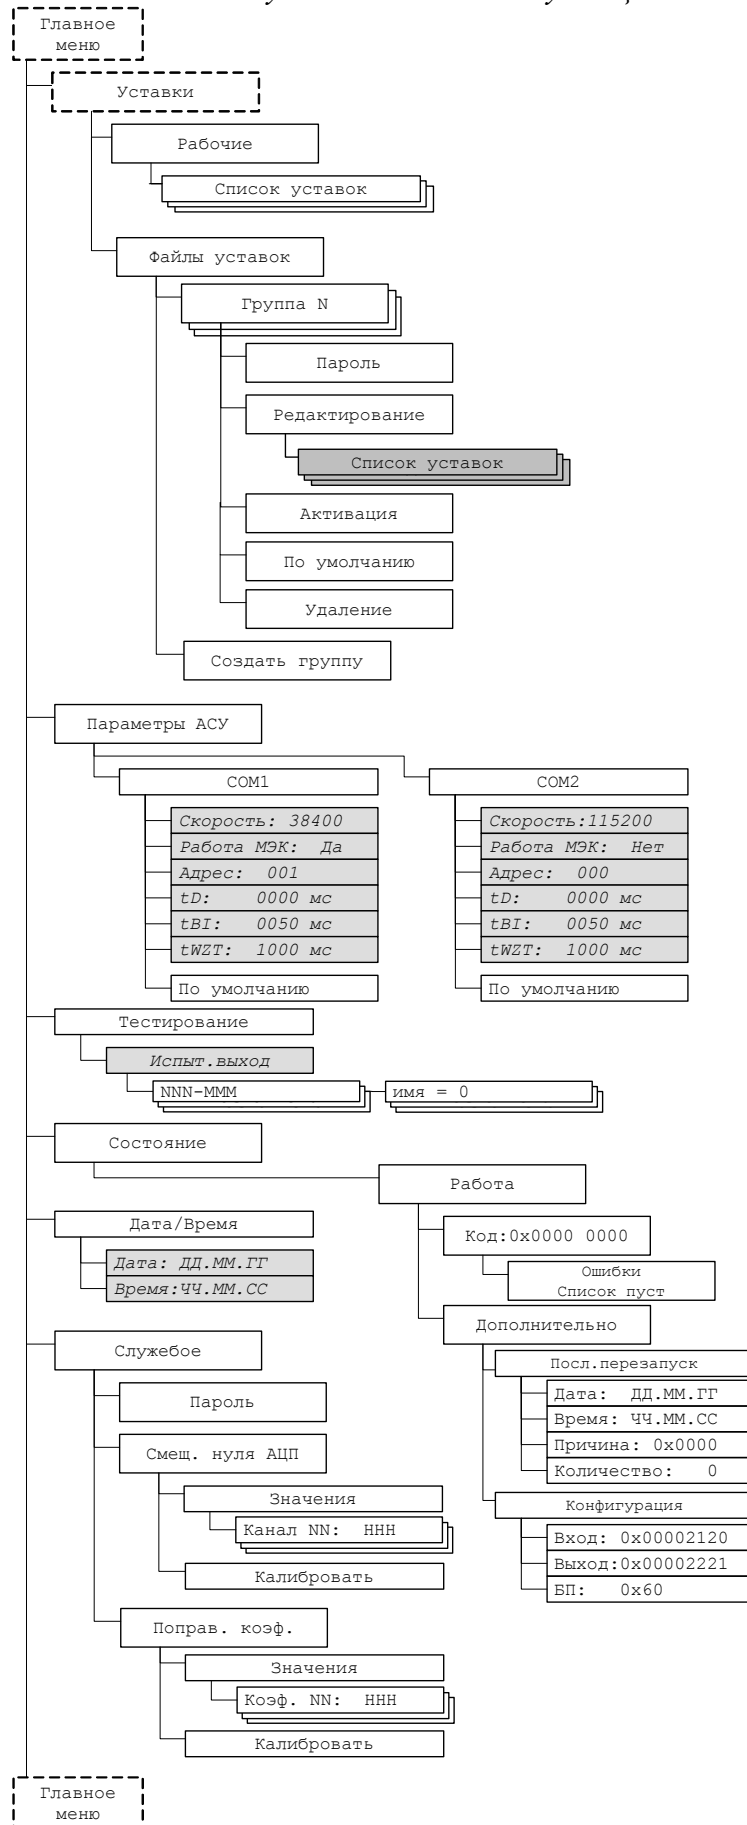 Главное
меню
Уставки
Рабочие
Список уставок
Файлы уставок
Группа N
Пароль
Редактирование
Список уставок
Активация
По умолчанию
Удаление
Создать группу
Параметры АСУ
COM1
Скорость: 38400
Работа МЭК: Да
Адрес: 001
tD: 0000 мс
tBI: 0050 мс
tWZT: 1000 мс
По умолчанию
COM2
Скорость:115200
Работа МЭК: Нет
Адрес: 000
tD: 0000 мс
tBI: 0050 мс
tWZT: 1000 мс
По умолчанию
Тестирование
Испыт.выход
NNN-MMM
имя = 0
Состояние
Работа
Код:0x0000 0000
Ошибки
Список пуст
Дополнительно
Посл.перезапуск
Дата: ДД.ММ.ГГ
Время: ЧЧ.ММ.СС
Причина: 0x0000
Количество: 0
Конфигурация
Вход: 0x00002120
Выход:0x00002221
БП: 0x60
Дата/Время
Дата: ДД.ММ.ГГ
Время:ЧЧ.ММ.СС
Служебое
Пароль
Смещ. нуля АЦП
Значения
Канал NN: ННН
Калибровать
Поправ. коэф.
Значения
Коэф. NN: ННН
Калибровать
Главное
меню